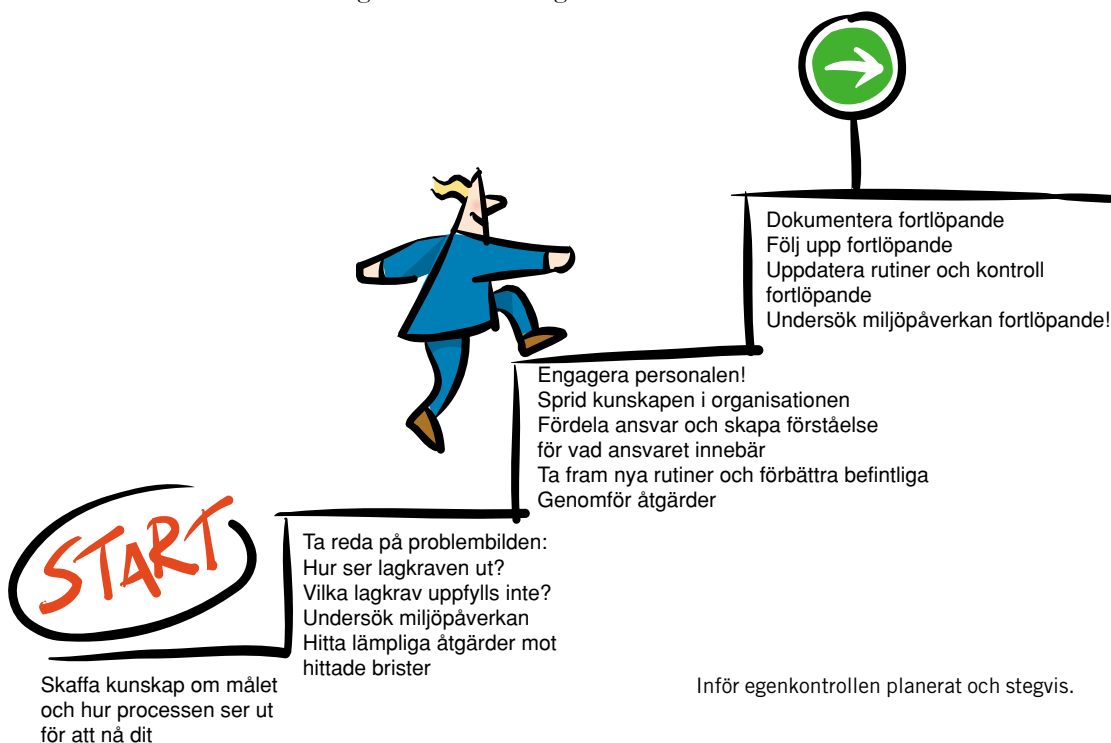 START
Skaffa kunskap om målet
och hur processen ser ut
för att nå dit
Ta reda på problembilden:
Hur ser lagkraven ut?
Vilka lagkrav uppfylls inte?
Undersök miljöpåverkan
Hitta lämpliga åtgärder mot
hittade brister
Engagera personalen!
Sprid kunskapen i organisationen
Fördela ansvar och skapa förståelse
för vad ansvaret innebär
Ta fram nya rutiner och förbättra befintliga
Genomför åtgärder
Dokumentera fortlöpande
Följ upp fortlöpande
Uppdatera rutiner och kontroll
fortlöpande
Undersök miljöpåverkan fortlöpande!
Inför egenkontrollen planerat och stegvis.